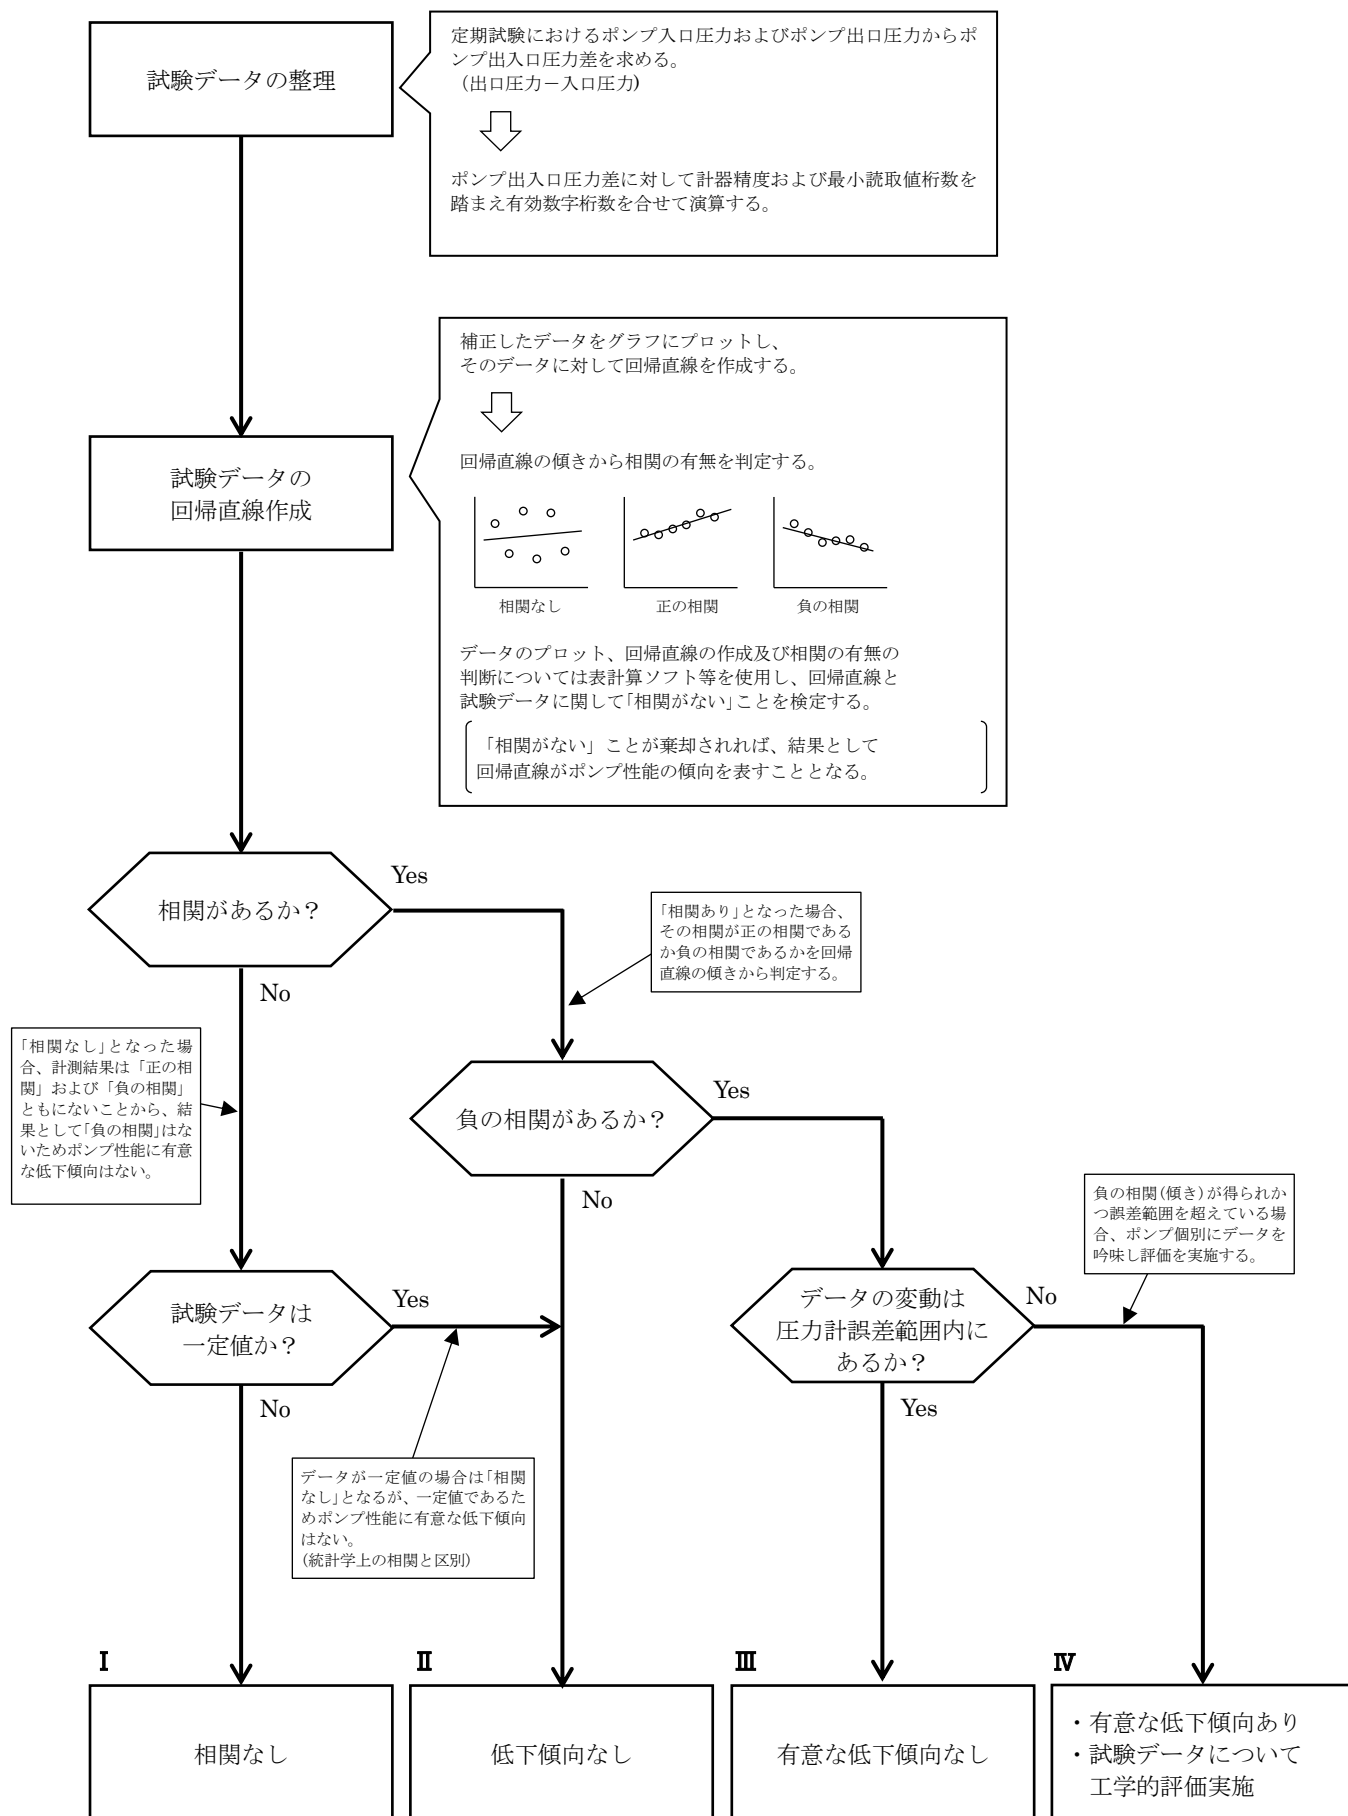 試験データの整理
定期試験におけるポンプ入口圧力およびポンプ出口圧力からポ
ンプ出入口圧力差を求める。
(出口圧力－入口圧力)
ポンプ出入口圧力差に対して計器精度および最小読取値桁数を
踏まえ有効数字桁数を合せて演算する。
補正したデータをグラフにプロットし、
そのデータに対して回帰直線を作成する。
回帰直線の傾きから相関の有無を判定する。
試験データの
回帰直線作成
相関なし
正の相関
負の相関
データのプロット、回帰直線の作成及び相関の有無の
判断については表計算ソフト等を使用し、回帰直線と
試験データに関して「相関がない」ことを検定する。
「相関がない」ことが棄却されれば、結果として
回帰直線がポンプ性能の傾向を表すこととなる。
相関があるか？
Yes
No
「相関あり」となった場合、
その相関が正の相関である
か負の相関であるかを回帰
直線の傾きから判定する。
「相関なし」となった場
合、計測結果は「正の相
関」および「負の相関」
ともにないことから、結
果として「負の相関」はな
いためポンプ性能に有意
な低下傾向はない。
負の相関があるか？
Yes
No
負の相関(傾き)が得られか
つ誤差範囲を超えている場
合、ポンプ個別にデータを
吟味し評価を実施する。
試験データは
一定値か？
Yes
No
データの変動は
圧力計誤差範囲内に
あるか？
No
Yes
データが一定値の場合は「相関
なし」となるが、一定値であるた
めポンプ性能に有意な低下傾向
はない。
(統計学上の相関と区別)
Ⅰ
相関なし
Ⅱ
低下傾向なし
Ⅲ
有意な低下傾向なし
Ⅳ
・有意な低下傾向あり
・試験データについて
工学的評価実施